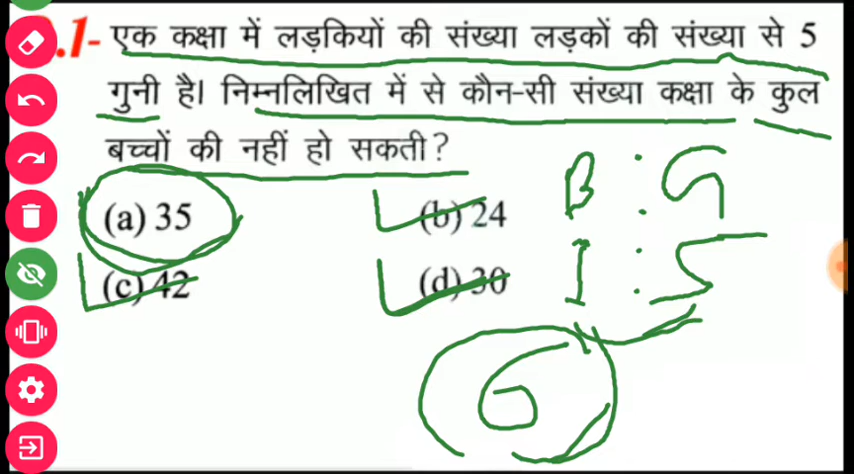 .1- एक कक्षा में लड़कियों की संख्या लड़कों की संख्या से 5
गुनी है। निम्नलिखित में से कौन-सी संख्या कक्षा के कुल
बच्चों की नहीं हो सकती?
(a) 35 (b) 24
(c) 42 (d) 30
B : G
1 : 5
6